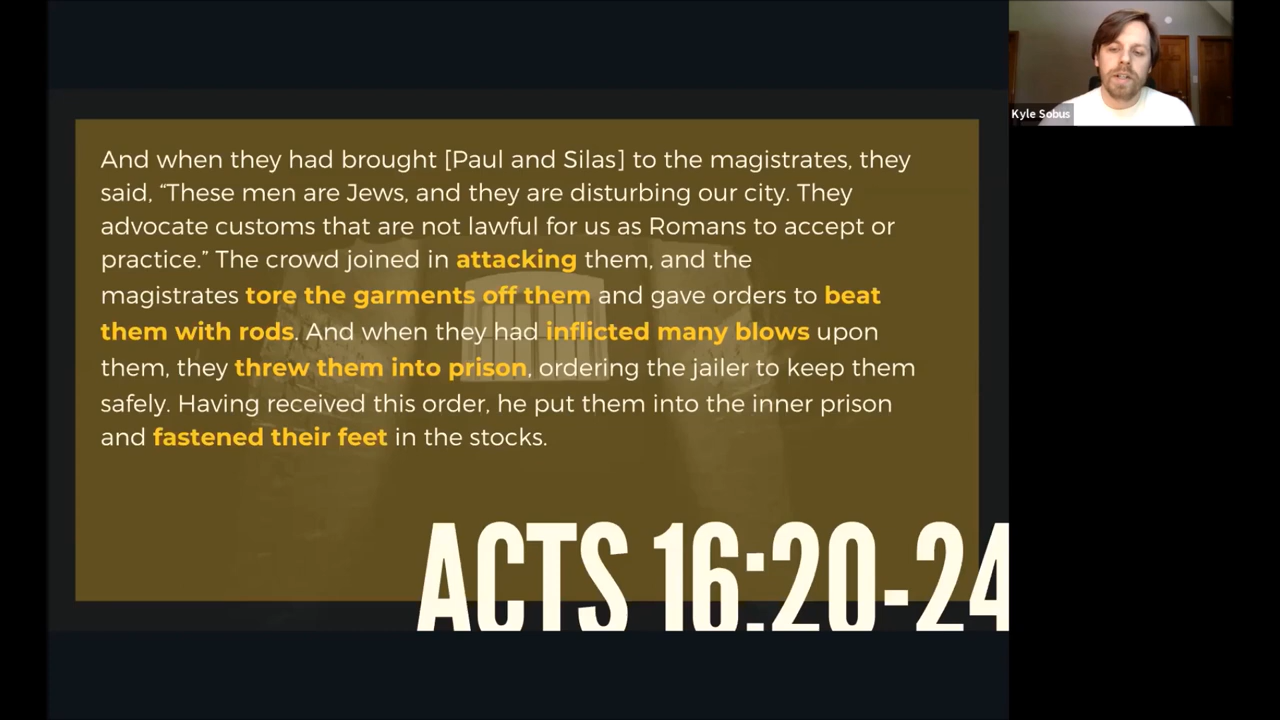 And when they had brought [Paul and Silas] to the magistrates, they
said, “These men are Jews, and they are disturbing our city. They
advocate customs that are not lawful for us as Romans to accept or
practice.” The crowd joined in attacking them, and the
magistrates tore the garments off them and gave orders to beat
them with rods. And when they had inflicted many blows upon
them, they threw them into prison, ordering the jailer to keep them
safely. Having received this order, he put them into the inner prison
and fastened their feet in the stocks.
ACTS 16:20-24
Kyle Sobus